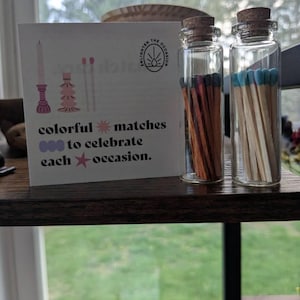 colorful matches
to celebrate
each occasion.